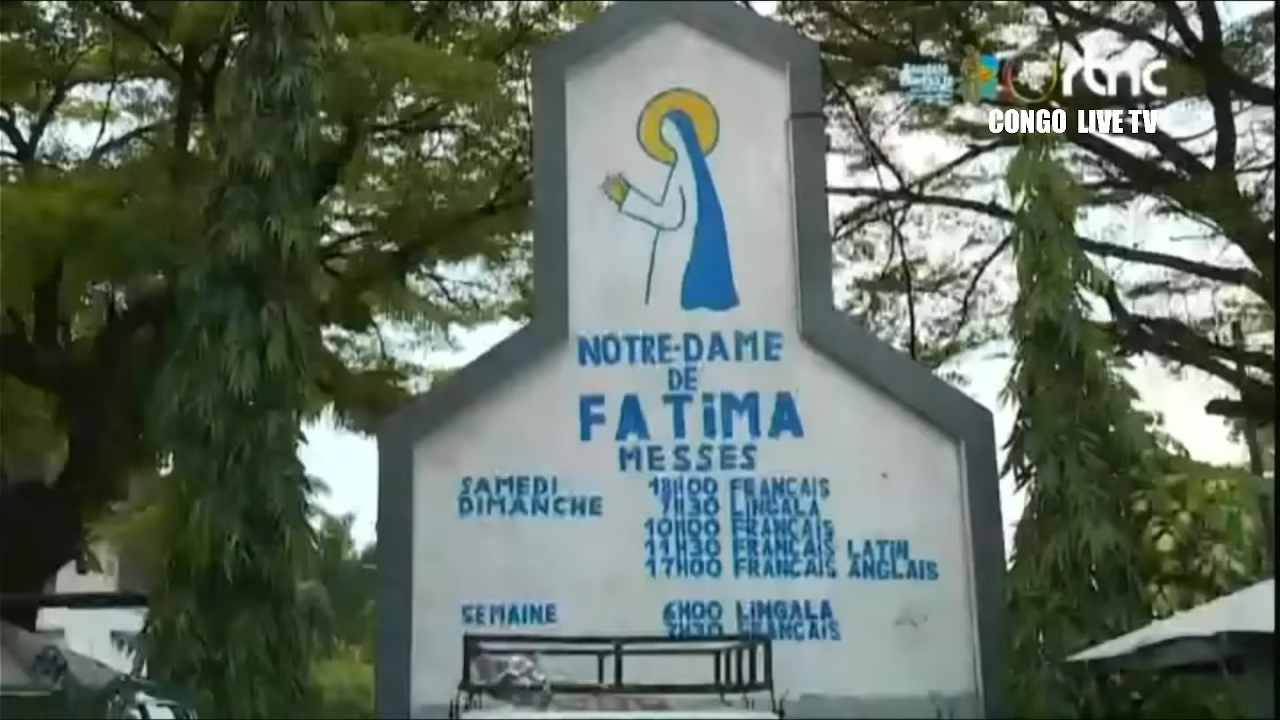 rtnc
CONGO LIVE TV
NOTRE-DAME
DE
FATiMA
MESSES
SAMEDI 18H00 FRANCAIS
DIMANCHE 7H30 LINGALA
10H00 FRANCAIS
11H30 FRANCAIS LATIN
17H00 FRANCAIS ANGLAIS
SEMAINE 6H00 LINGALA
7H30 FRANCAIS